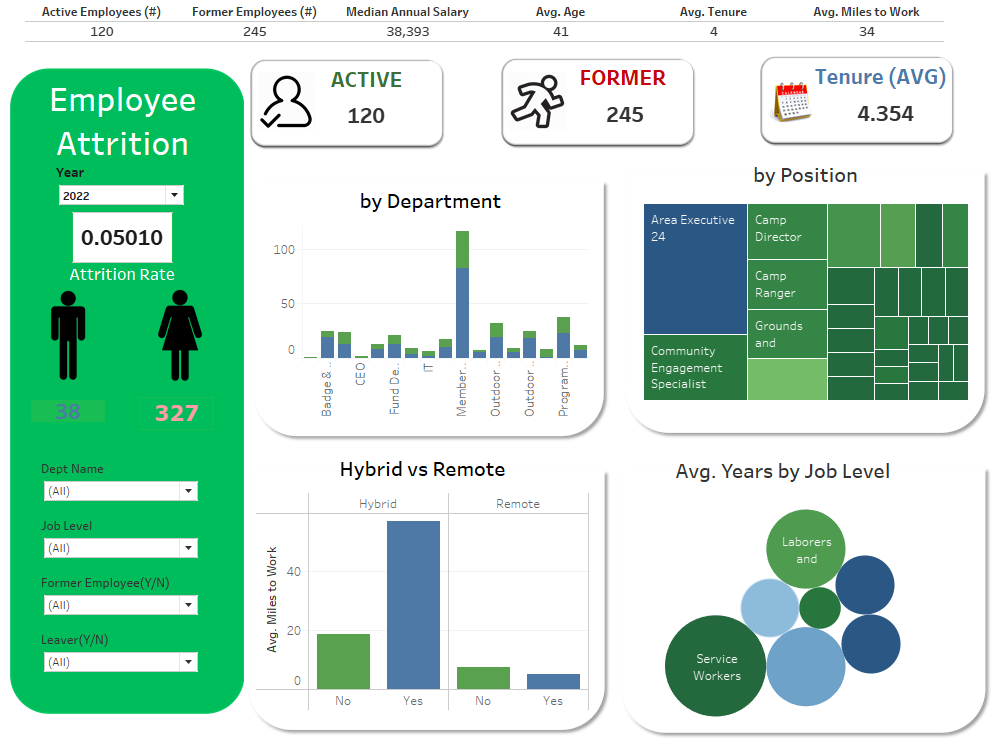 Active Employees (#) Former Employees (#) Median Annual Salary Avg. Age Avg. Tenure Avg. Miles to Work
120 245 38,393 41 4 34
Employee
Attrition
Year
2022
0.05010
Attrition Rate
38 327
Dept Name
(All)
Job Level
(All)
Former Employee(Y/N)
(All)
Leaver(Y/N)
(All)
ACTIVE
120
FORMER
245
Tenure (AVG)
4.354
by Department
100
50
0
Badge &..
CEO
Fund De..
IT
Member..
Outdoor ..
Outdoor ..
Program..
by Position
Area Executive
24
Community
Engagement
Specialist
Camp
Director
Camp
Ranger
Grounds
and
Hybrid vs Remote
Hybrid Remote
Avg. Miles to Work
40
20
0
No Yes No Yes
Avg. Years by Job Level
Laborers
and
Service
Workers